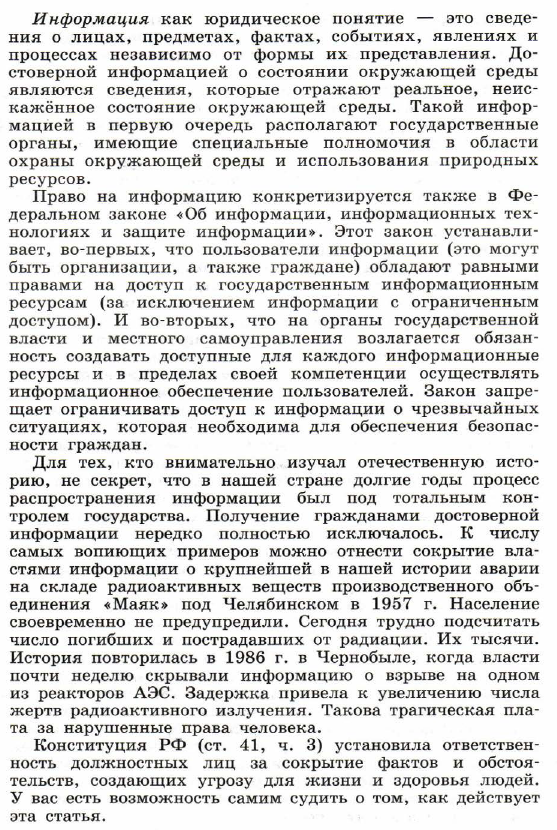 Информация как юридическое понятие — это сведе-
ния о лицах, предметах, фактах, событиях, явлениях и
процессах независимо от формы их представления. До-
стоверной информацией о состоянии окружающей среды
являются сведения, которые отражают реальное, неис-
кажённое состояние окружающей среды. Такой инфор-
мацией в первую очередь располагают государственные
органы, имеющие специальные полномочия в области
охраны окружающей среды и использования природных
ресурсов.
Право на информацию конкретизируется также в Фе-
деральном законе «Об информации, информационных тех-
нологиях и защите информации». Этот закон устанавли-
вает, во-первых, что пользователи информации (это могут
быть организации, а также граждане) обладают равными
правами на доступ к государственным информационным
ресурсам (за исключением информации с ограниченным
доступом). И во-вторых, что на органы государственной
власти и местного самоуправления возлагается обязан-
ность создавать доступные для каждого информационные
ресурсы и в пределах своей компетенции осуществлять
информационное обеспечение пользователей. Закон запре-
щает ограничивать доступ к информации о чрезвычайных
ситуациях, которая необходима для обеспечения безопас-
ности граждан.
Для тех, кто внимательно изучал отечественную исто-
рию, не секрет, что в нашей стране долгие годы процесс
распространения информации был под тотальным кон-
тролем государства. Получение гражданами достоверной
информации нередко полностью исключалось. К числу
самых вопиющих примеров можно отнести сокрытие вла-
стями информации о крупнейшей в нашей истории аварии
на складе радиоактивных веществ производственного объ-
единения «Маяк» под Челябинском в 1957 г. Население
своевременно не предупредили. Сегодня трудно подсчитать
число погибших и пострадавших от радиации. Их тысячи.
История повторилась в 1986 г. в Чернобыле, когда власти
почти неделю скрывали информацию о взрыве на одном
из реакторов АЭС. Задержка привела к увеличению числа
жертв радиоактивного излучения. Такова трагическая пла-
та за нарушенные права человека.
Конституция РФ (ст. 41, ч. 3) установила ответствен-
ность должностных лиц за сокрытие фактов и обстоя-
тельств, создающих угрозу для жизни и здоровья людей.
У вас есть возможность самим судить о том, как действует
эта статья.